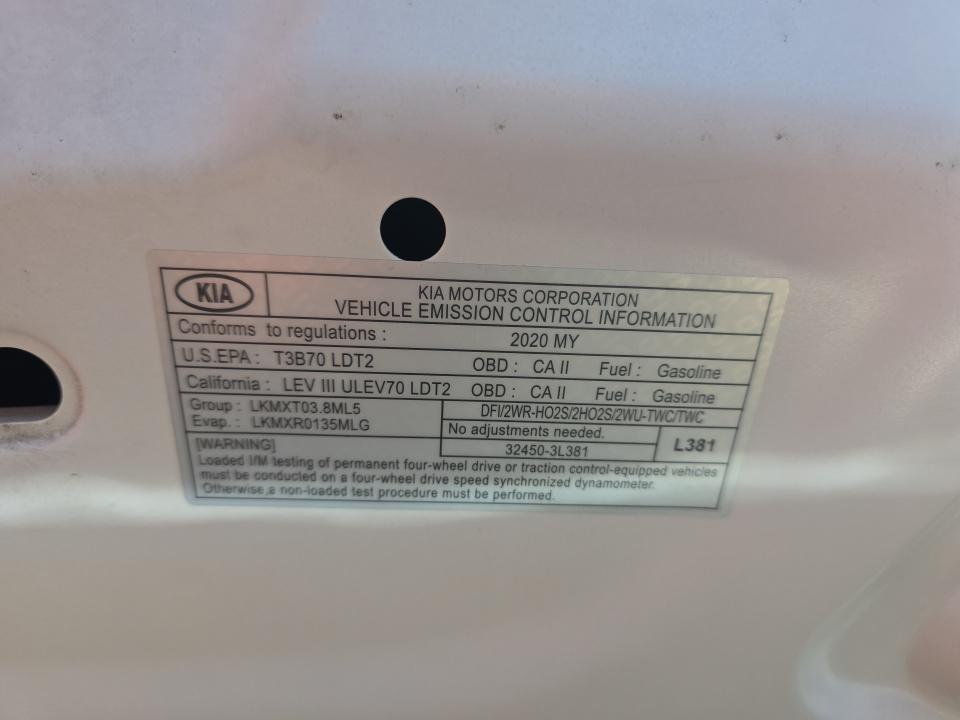 KIA
KIA MOTORS CORPORATION
VEHICLE EMISSION CONTROL INFORMATION
Conforms to regulations : 2020 MY
U.S.EPA : T3B70 LDT2 OBD : CA II Fuel : Gasoline
California : LEV III ULEV70 LDT2 OBD : CA II Fuel : Gasoline
Group : LKMXT03.8ML5
Evap. : LKMXR0135MLG
DFI/2WR-HO2S/2HO2S/2WU-TWC/TWC
No adjustments needed.
32450-3L381
L381
[WARNING]
Loaded I/M testing of permanent four-wheel drive or traction control-equipped vehicles
must be conducted on a four-wheel drive speed synchronized dynamometer.
Otherwise,a non-loaded test procedure must be performed.